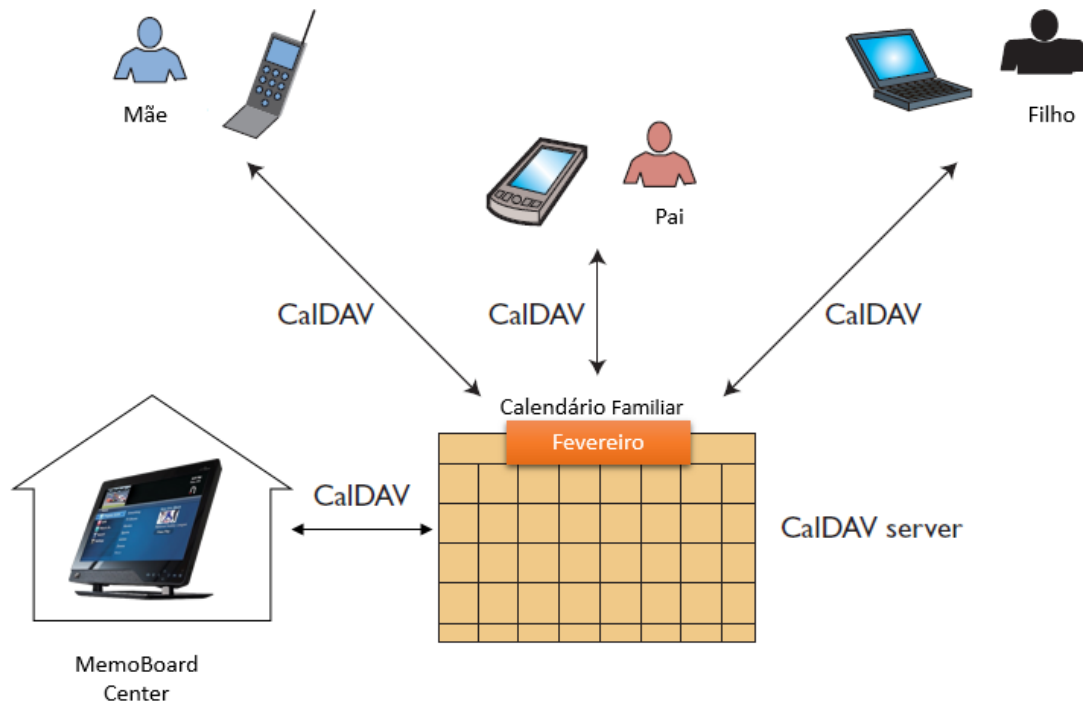 Mãe
Filho
Pai
CalDAV
CalDAV
CalDAV
Calendário Familiar
Fevereiro
CalDAV
CalDAV server
MemoBoard
Center